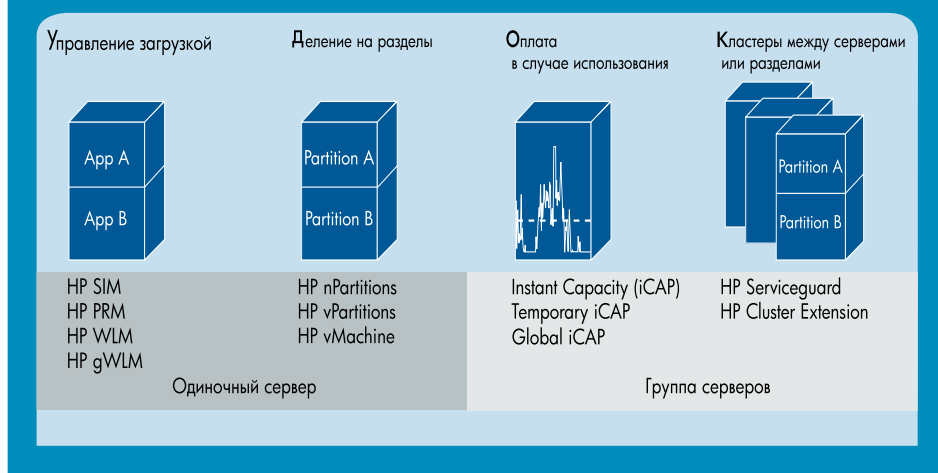 Управление загрузкой
Деление на разделы
Оплата
в случае использования
Кластеры между серверами
или разделами
App A
App B
Partition A
Partition B
Partition A
Partition B
HP SIM
HP PRM
HP WLM
HP gWLM
HP nPartitions
HP vPartitions
HP vMachine
Instant Capacity (iCAP)
Temporary iCAP
Global iCAP
HP Serviceguard
HP Cluster Extension
Одиночный сервер
Группа серверов